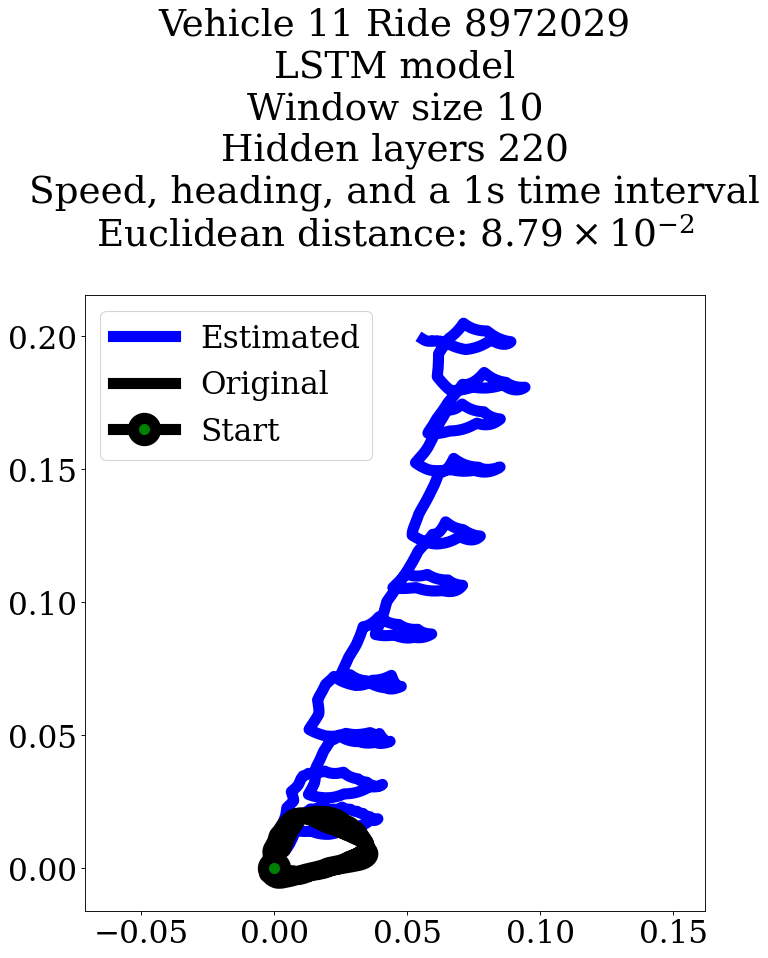 Vehicle 11 Ride 8972029
LSTM model
Window size 10
Hidden layers 220
Speed, heading, and a 1s time interval
Euclidean distance: 8.79 × 10⁻²
Estimated
Original
Start
0.20
0.15
0.10
0.05
0.00
−0.05 0.00 0.05 0.10 0.15